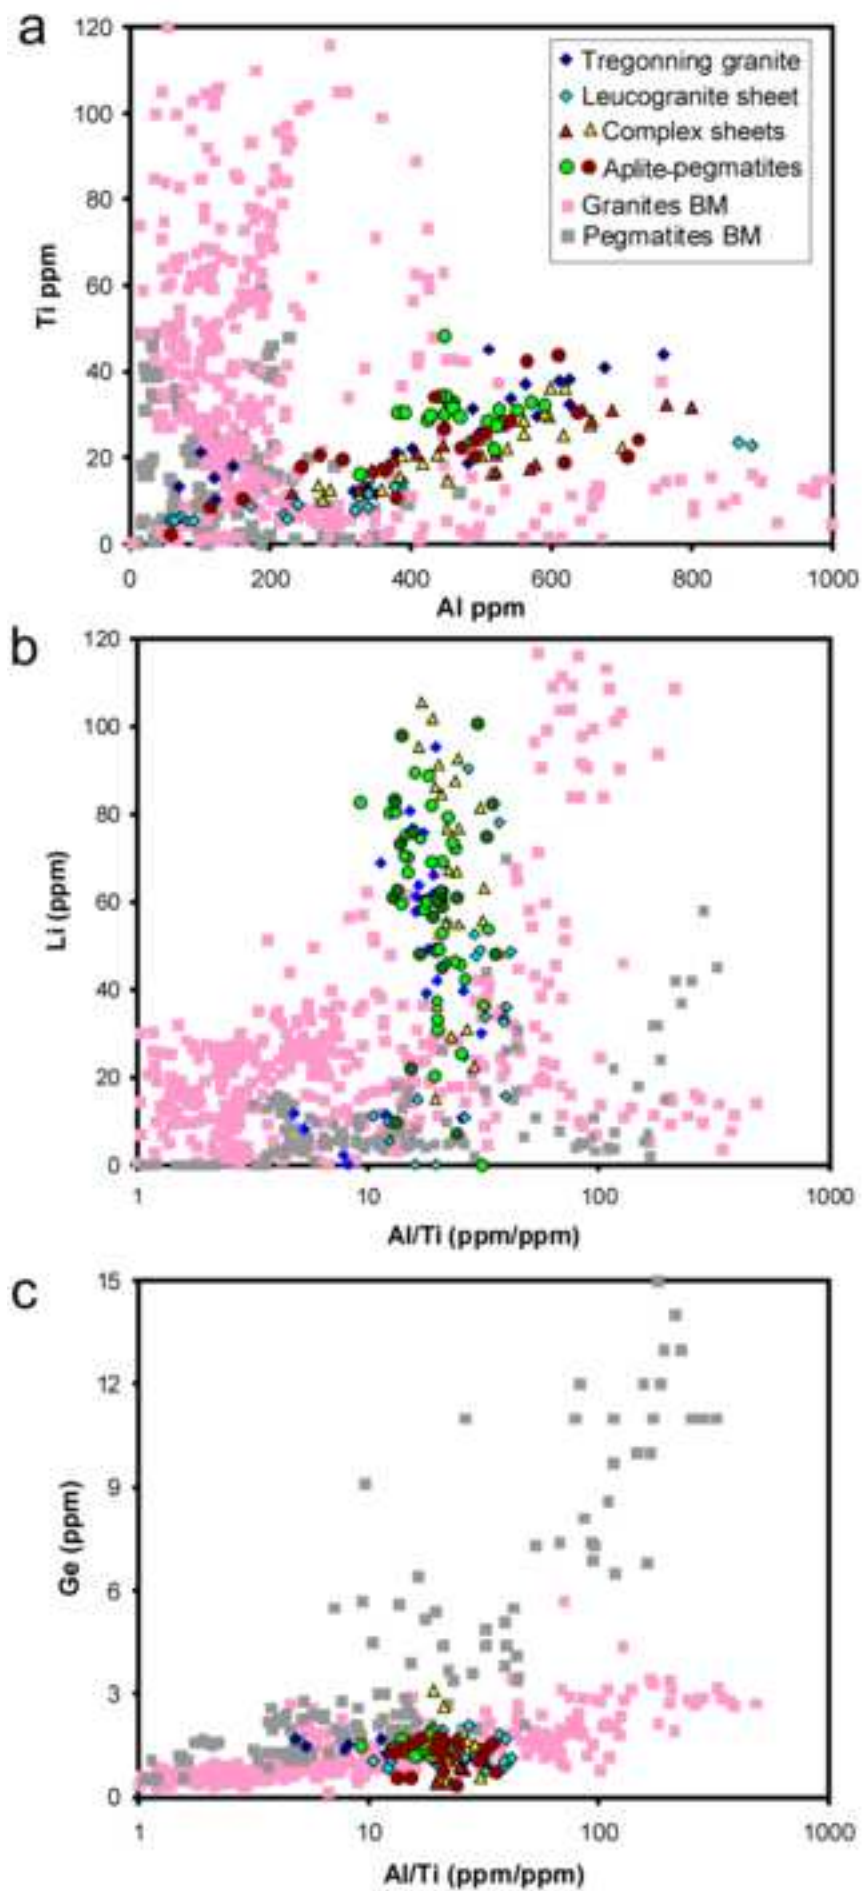 a
120
100
80
60
40
20
0
Ti ppm
Tregonning granite
Leucogranite sheet
Complex sheets
Aplite-pegmatites
Granites BM
Pegmatites BM
0 200 400 600 800 1000
Al ppm
b
120
100
80
60
40
20
0
Li (ppm)
1 10 100 1000
Al/Ti (ppm/ppm)
c
15
12
9
6
3
0
Ge (ppm)
1 10 100 1000
Al/Ti (ppm/ppm)